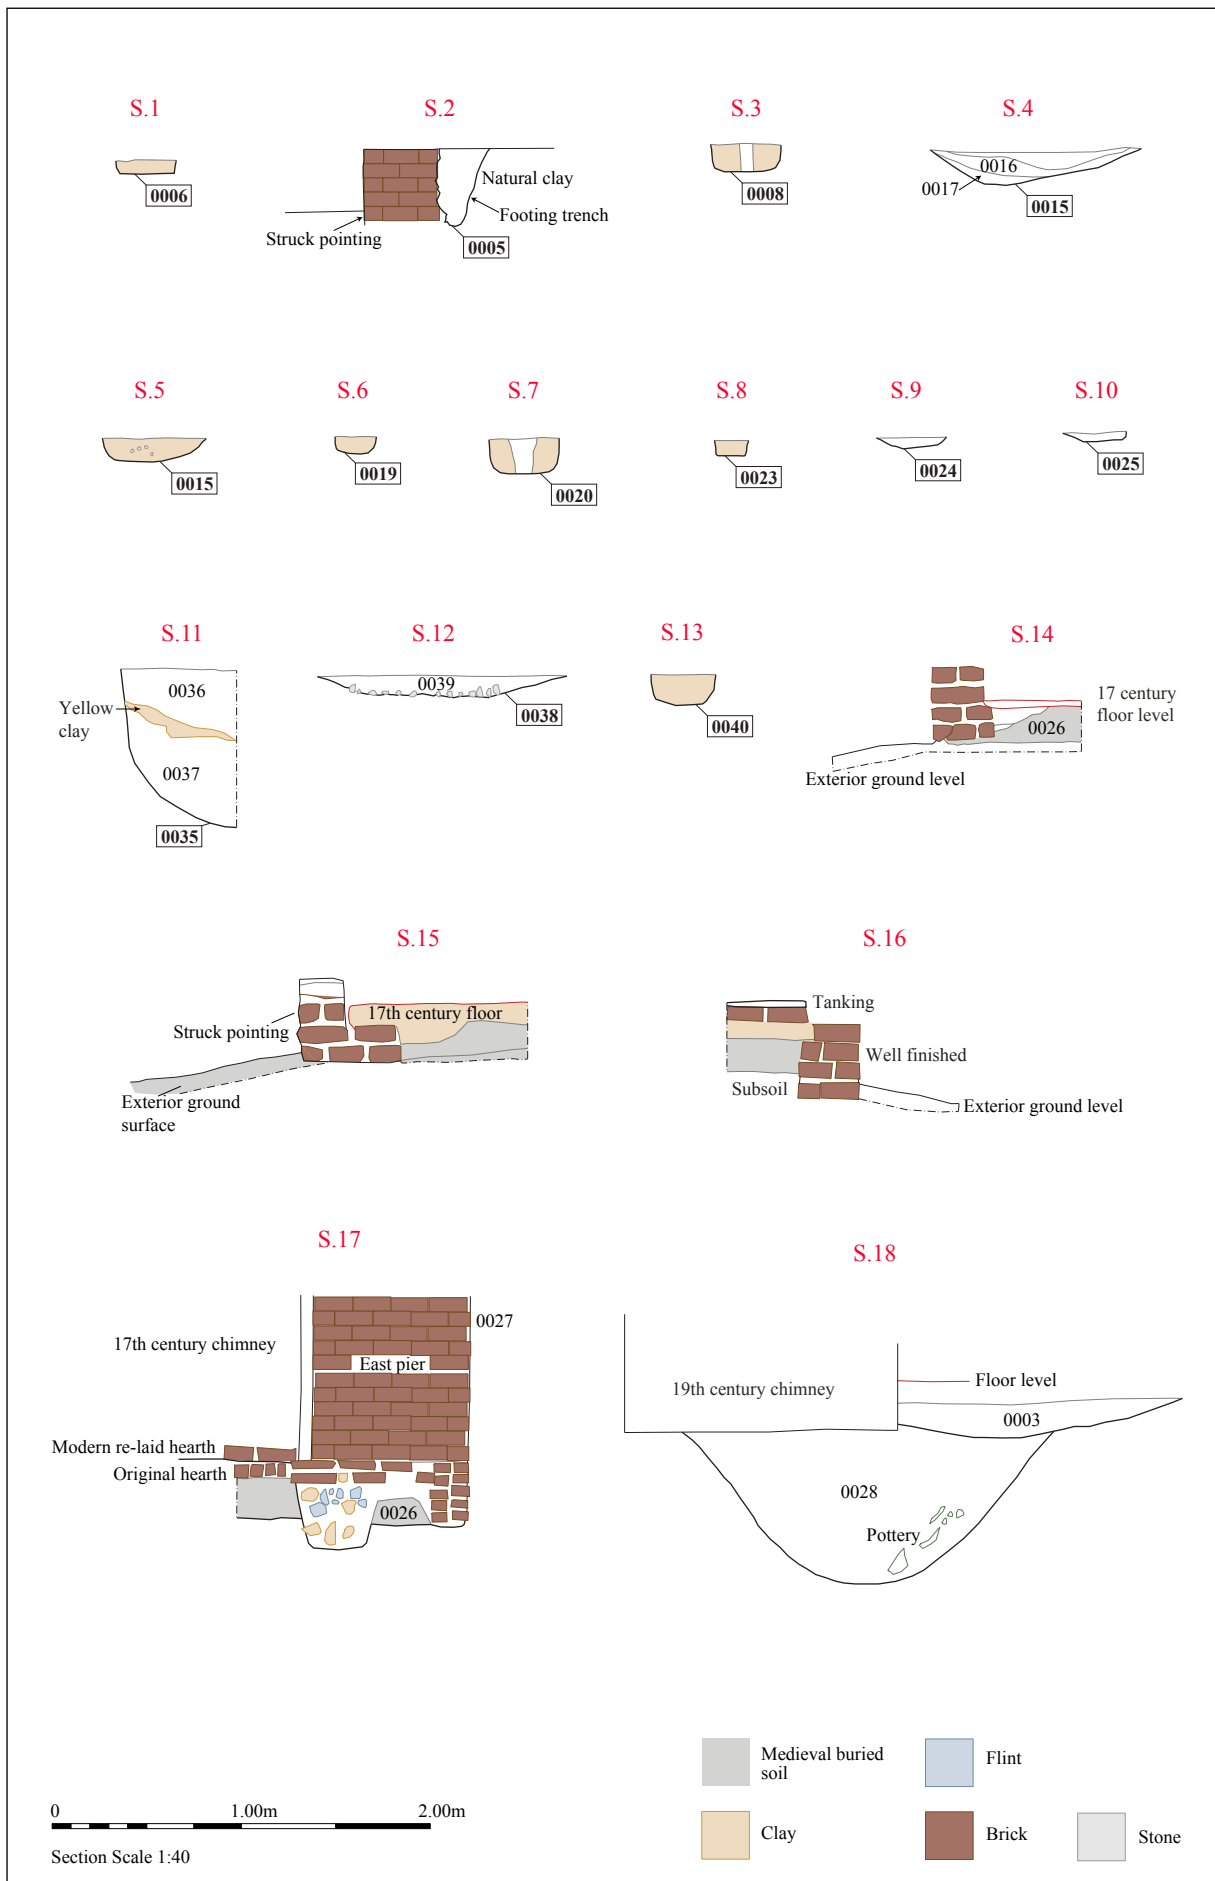 S.1
S.2
S.3
S.4
0006
Natural clay
Footing trench
Struck pointing
0005
0008
0016
0017
0015
S.5
S.6
S.7
S.8
S.9
S.10
0015
0019
0020
0023
0024
0025
S.11
S.12
S.13
S.14
0036
Yellow
clay
0037
0035
0039
0038
0040
17 century
floor level
0026
Exterior ground level
S.15
S.16
17th century floor
Struck pointing
Exterior ground
surface
Tanking
Well finished
Subsoil
Exterior ground level
S.17
S.18
0027
17th century chimney
East pier
Modern re-laid hearth
Original hearth
0026
19th century chimney
Floor level
0003
0028
Pottery
Medieval buried
soil
Flint
Clay
Brick
Stone
0
1.00m
2.00m
Section Scale 1:40